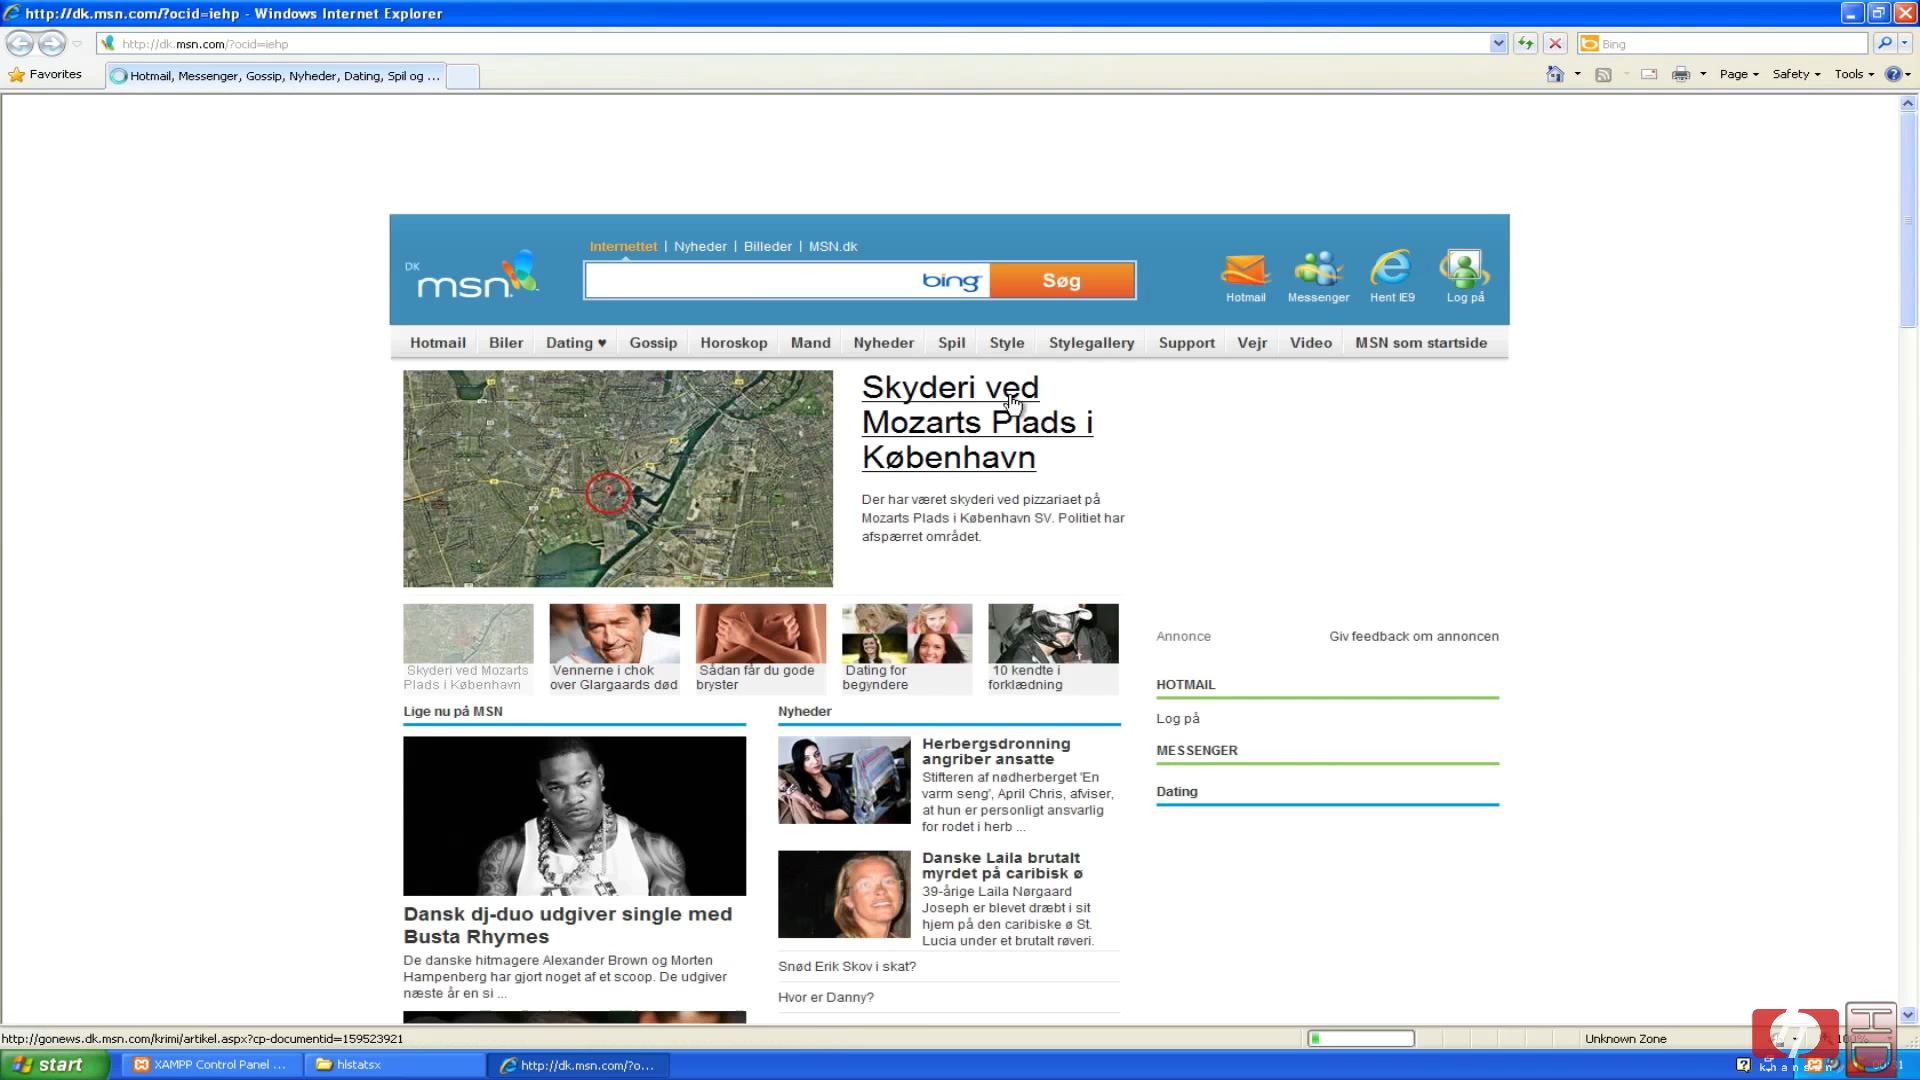 http://dk.msn.com/?ocid=iehp - Windows Internet Explorer
http://dk.msn.com/?ocid=iehp
Bing
Favorites
Hotmail, Messenger, Gossip, Nyheder, Dating, Spil og ...
Page
Safety
Tools
Internettet | Nyheder | Billeder | MSN.dk
DK
msn
bing
Søg
Hotmail
Messenger
Hent IE9
Log på
Hotmail Biler Dating ♥ Gossip Horoskop Mand Nyheder Spil Style Stylegallery Support Vejr Video MSN som startside
Skyderi ved
Mozarts Plads i
København
Der har været skyderi ved pizzariaet på
Mozarts Plads i København SV. Politiet har
afspærret området.
Skyderi ved Mozarts
Plads i København
Vennerne i chok
over Glargaards død
Sådan får du gode
bryster
Dating for
begyndere
10 kendte i
forklædning
Annonce
Giv feedback om annoncen
HOTMAIL
Log på
MESSENGER
Dating
Lige nu på MSN
Dansk dj-duo udgiver single med
Busta Rhymes
De danske hitmagere Alexander Brown og Morten
Hampenberg har gjort noget af et scoop. De udgiver
næste år en si ...
Nyheder
Herbergsdronning
angriber ansatte
Stifteren af nødherberget 'En
varm seng', April Chris, afviser,
at hun er personligt ansvarlig
for rodet i herb ...
Danske Laila brutalt
myrdet på caribisk ø
39-årige Laila Nørgaard
Joseph er blevet dræbt i sit
hjem på den caribiske ø St.
Lucia under et brutalt røveri.
Snød Erik Skov i skat?
Hvor er Danny?
http://gonews.dk.msn.com/krimi/artikel.aspx?cp-documentid=159523921
Unknown Zone
start
XAMPP Control Panel ...
hlstatsx
http://dk.msn.com/?o...